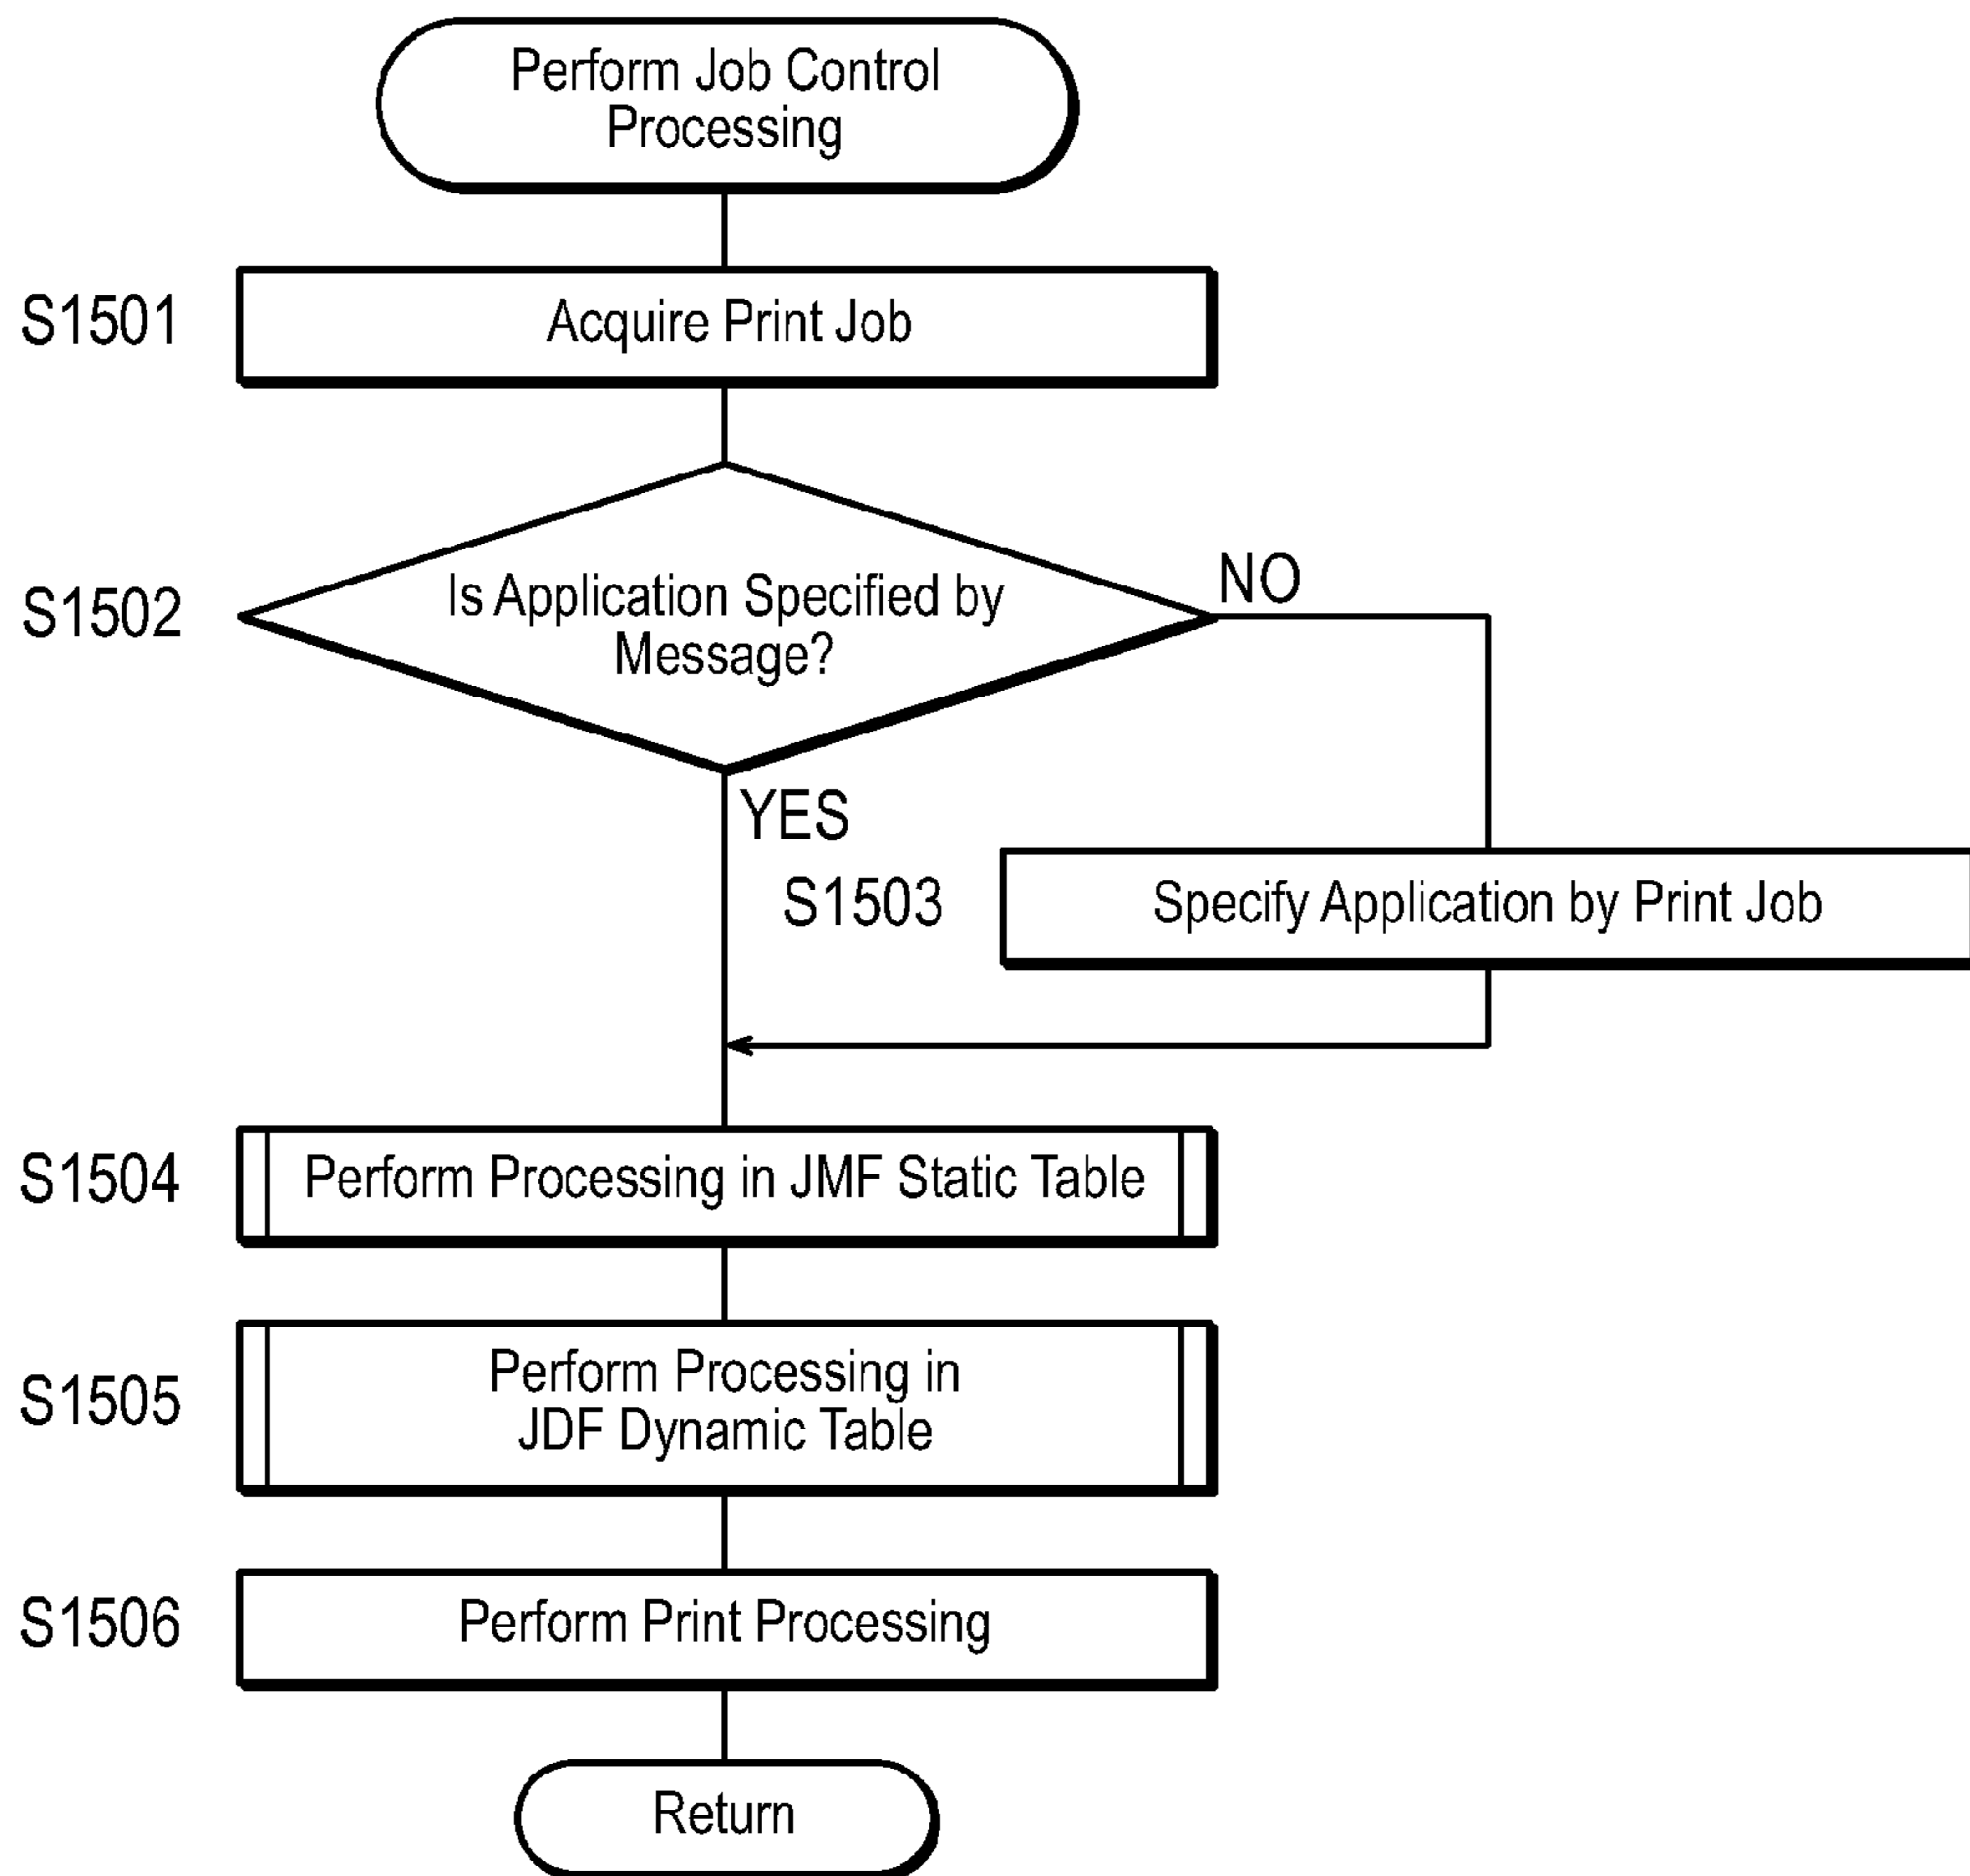 Perform Job Control
Processing
S1501
Acquire Print Job
S1502
Is Application Specified by
Message?
NO
YES
S1503
Specify Application by Print Job
S1504
Perform Processing in JMF Static Table
S1505
Perform Processing in
JDF Dynamic Table
S1506
Perform Print Processing
Return